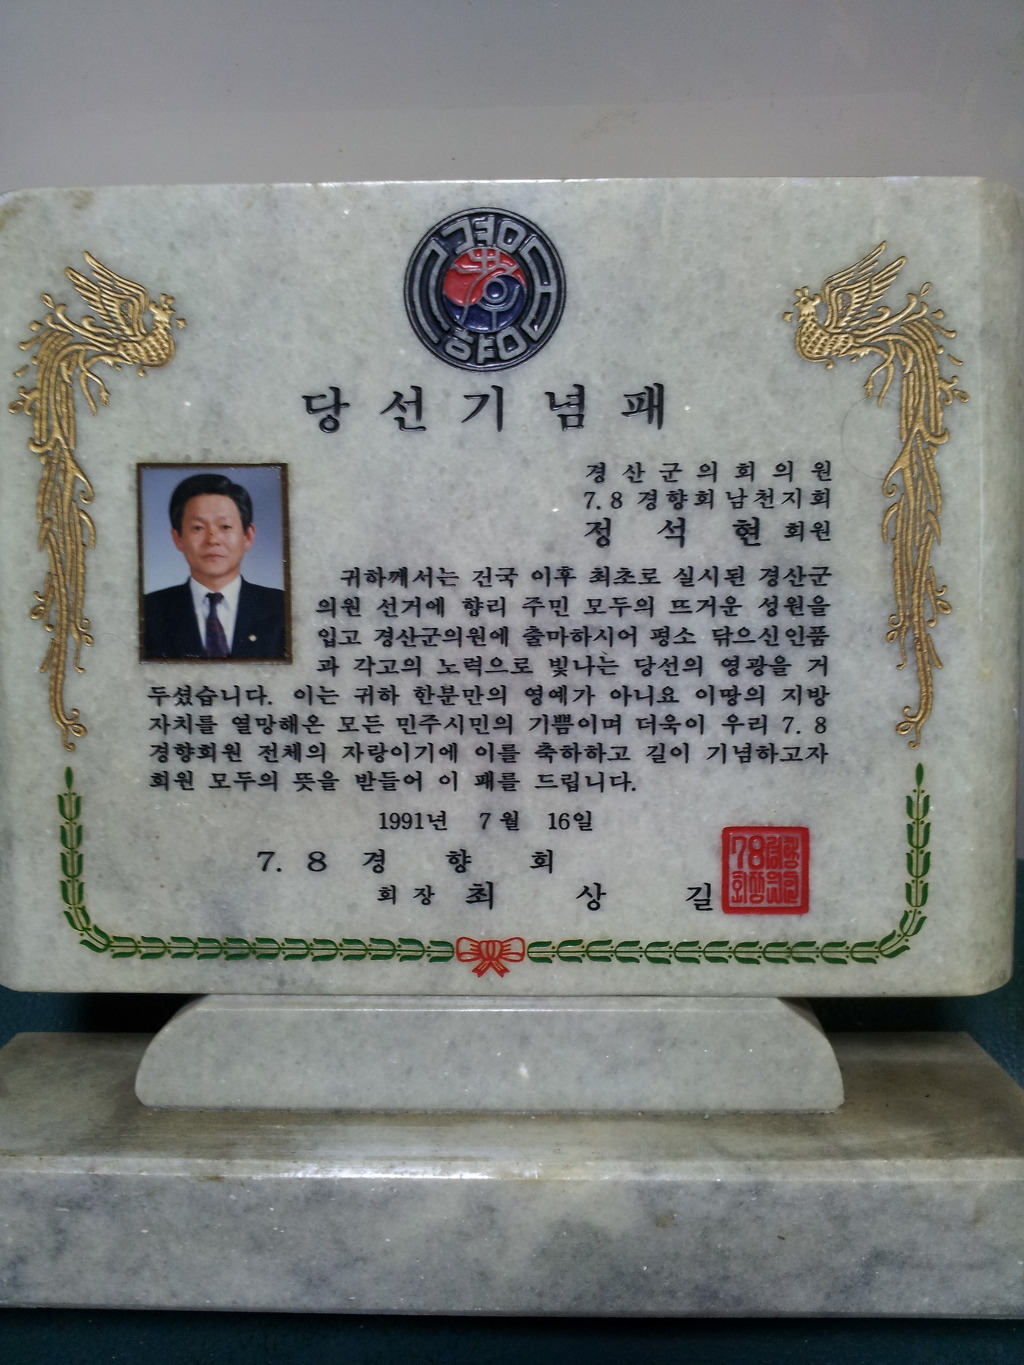 경 향
당선기념패
경산군의회의원
7.8 경향회남천지회
정 석 현 회원
귀하께서는 건국 이후 최초로 실시된 경산군
의원 선거에 향리 주민 모두의 뜨거운 성원을
입고 경산군의원에 출마하시어 평소 닦으신인품
과 각고의 노력으로 빛나는 당선의 영광을 거
두셨습니다. 이는 귀하 한분만의 영예가 아니요 이땅의 지방
자치를 열망해온 모든 민주시민의 기쁨이며 더욱이 우리 7. 8
경향회원 전체의 자랑이기에 이를 축하하고 길이 기념하고자
회원 모두의 뜻을 받들어 이 패를 드립니다.
1991년 7월 16일
7. 8 경 향 회
회장 최 상 길